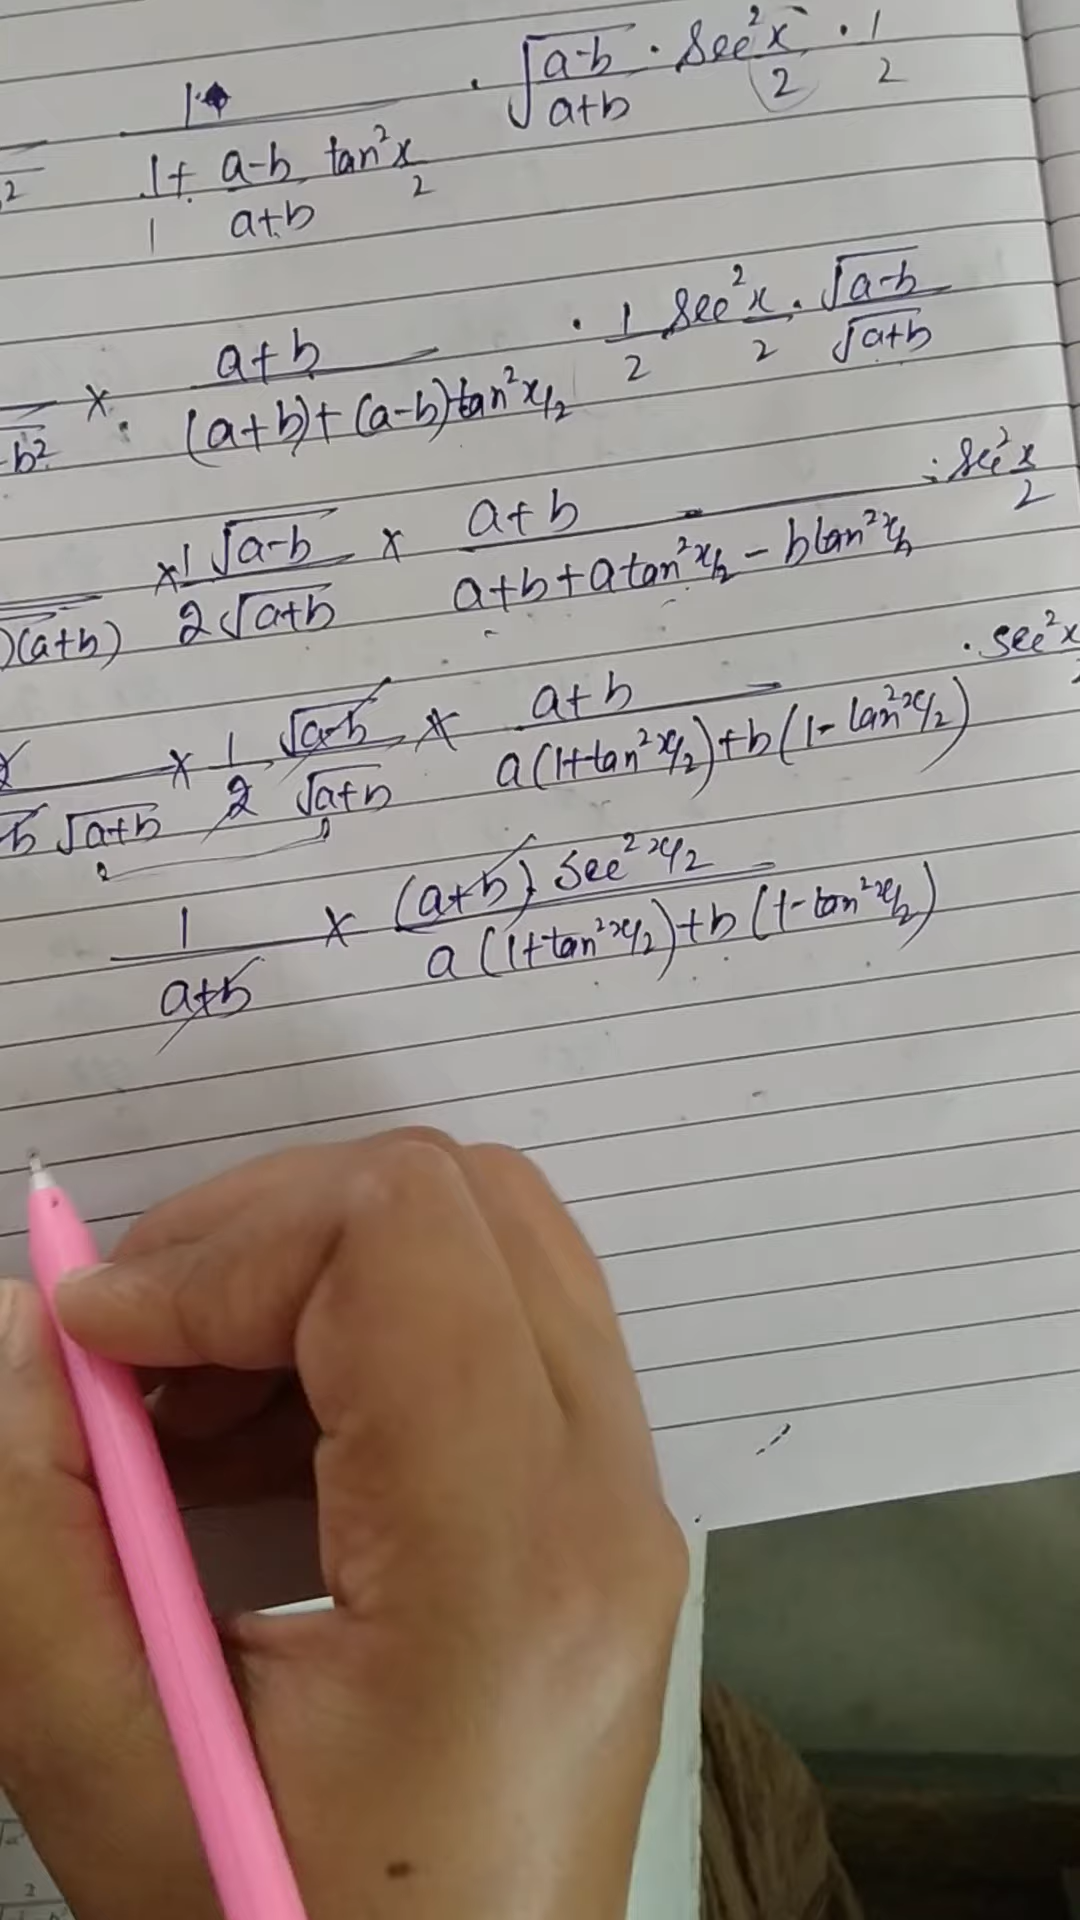 1 / (1/1 + (a-b)/(a+b) tan²x/2) · √((a-b)/(a+b)) · sec²x/2 · 1/2
-b² × (a+b) / ((a+b)+(a-b)tan²x/2) · 1/2 sec²x/2 · √(a-b)/√(a+b)
)(a+b) × 1√(a-b) / 2√(a+b) × (a+b) / (a+b+a tan²x/2 - b tan²x/2) · sec²x/2
√(a+b) × 1/2 √(a-b)/√(a+b) × (a+b) / (a(1+tan²x/2)+b(1-tan²x/2)) · sec²x
1/(a+b) × (a+b) · sec²x/2 / (a(1+tan²x/2)+b(1-tan²x/2))